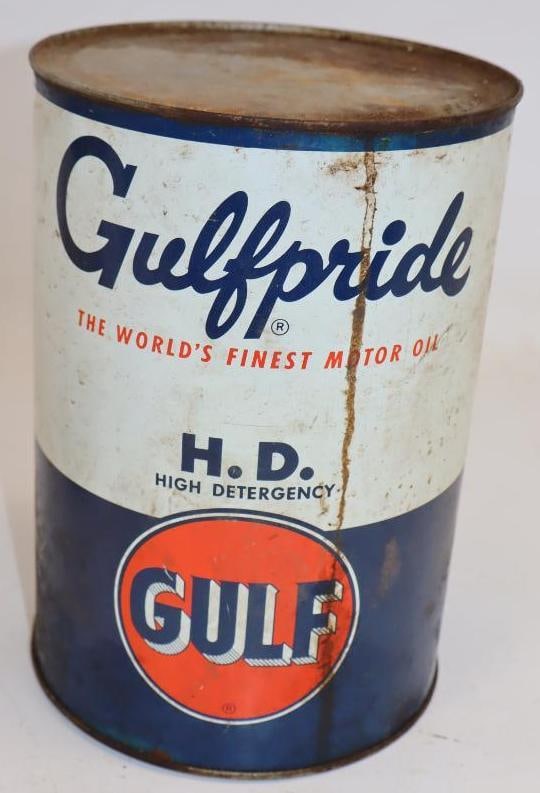 Gulfpride
®
THE WORLD'S FINEST MOTOR OIL
H.D.
HIGH DETERGENCY
GULF
®